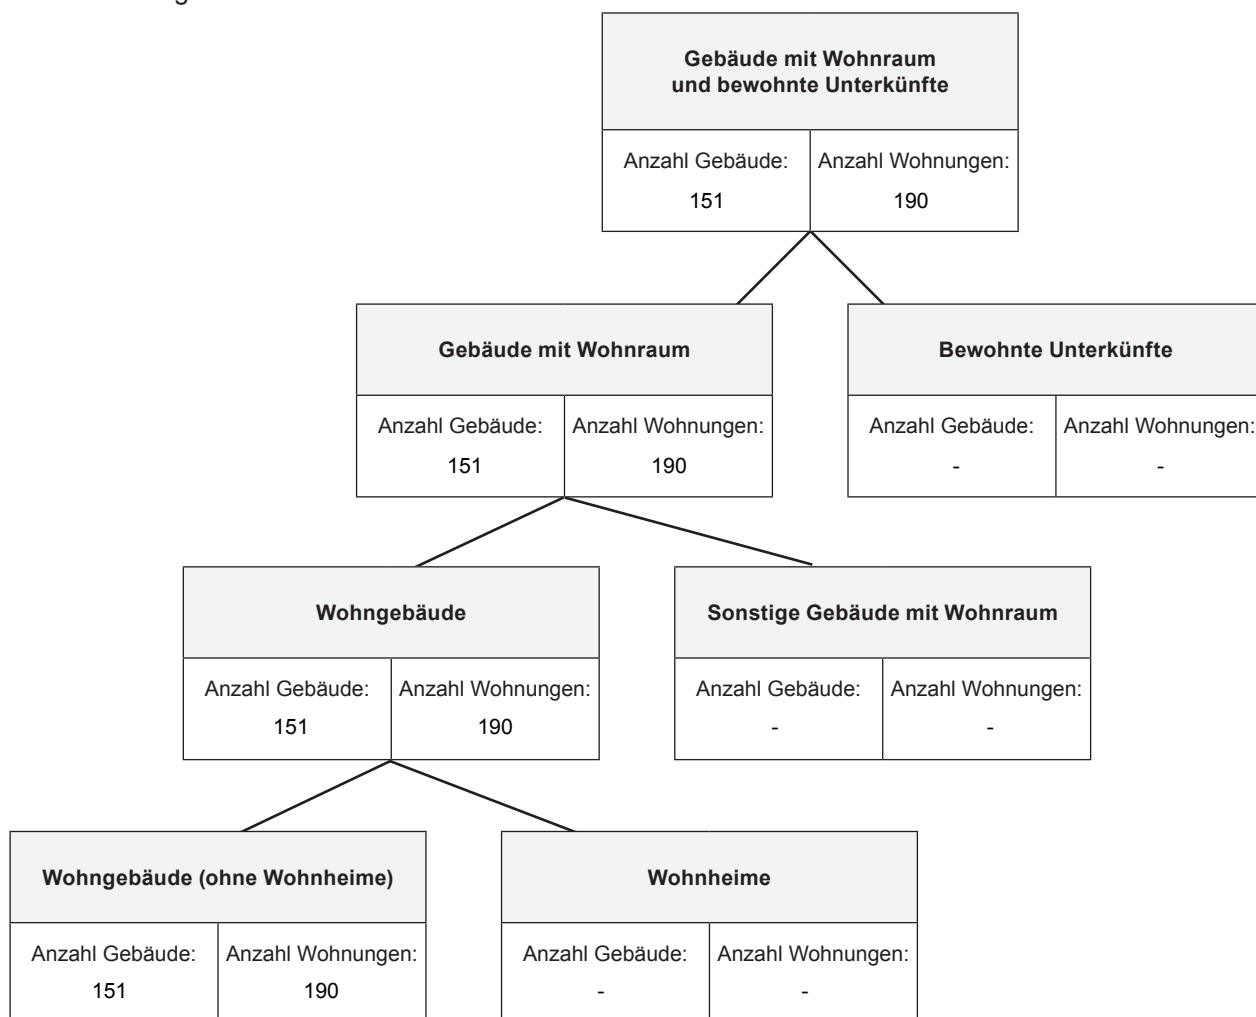 Gebäude mit Wohnraum
und bewohnte Unterkünfte
Anzahl Gebäude: Anzahl Wohnungen:
151 190
Gebäude mit Wohnraum
Anzahl Gebäude: Anzahl Wohnungen:
151 190
Bewohnte Unterkünfte
Anzahl Gebäude: Anzahl Wohnungen:
- -
Wohngebäude
Anzahl Gebäude: Anzahl Wohnungen:
151 190
Sonstige Gebäude mit Wohnraum
Anzahl Gebäude: Anzahl Wohnungen:
- -
Wohngebäude (ohne Wohnheime)
Anzahl Gebäude: Anzahl Wohnungen:
151 190
Wohnheime
Anzahl Gebäude: Anzahl Wohnungen:
- -